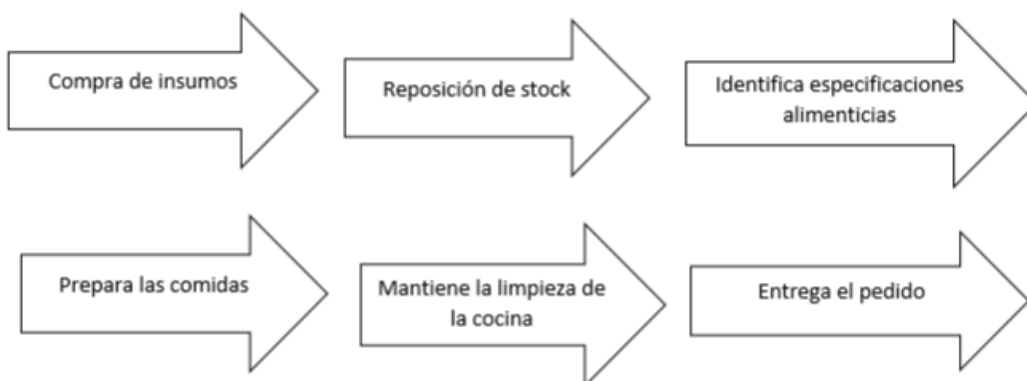 Compra de insumos
Reposición de stock
Identifica especificaciones
alimenticias
Prepara las comidas
Mantiene la limpieza de
la cocina
Entrega el pedido